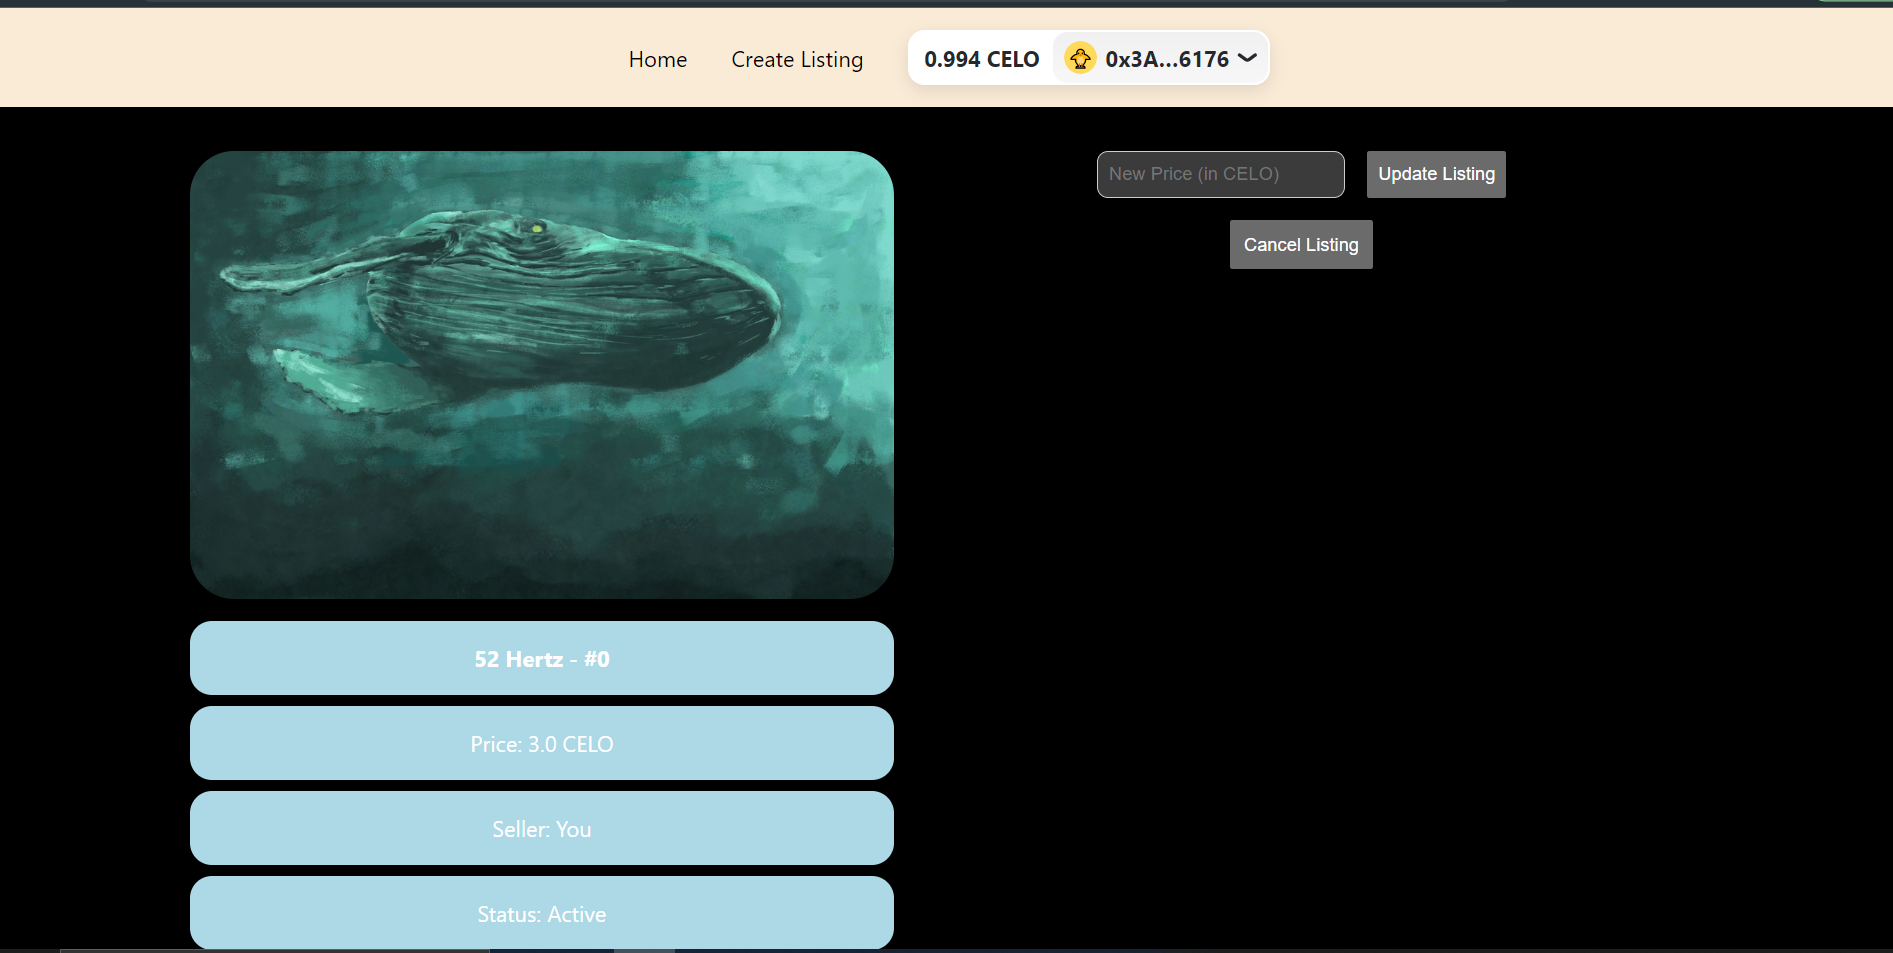 Home Create Listing 0.994 CELO 0x3A...6176
New Price (in CELO) Update Listing
Cancel Listing
52 Hertz - #0
Price: 3.0 CELO
Seller: You
Status: Active